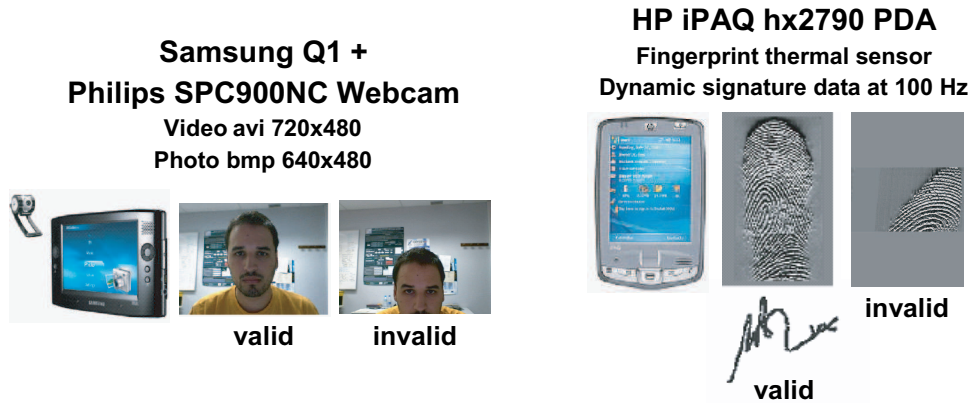 Samsung Q1 +
Philips SPC900NC Webcam
Video avi 720x480
Photo bmp 640x480
valid
invalid
HP iPAQ hx2790 PDA
Fingerprint thermal sensor
Dynamic signature data at 100 Hz
invalid
valid